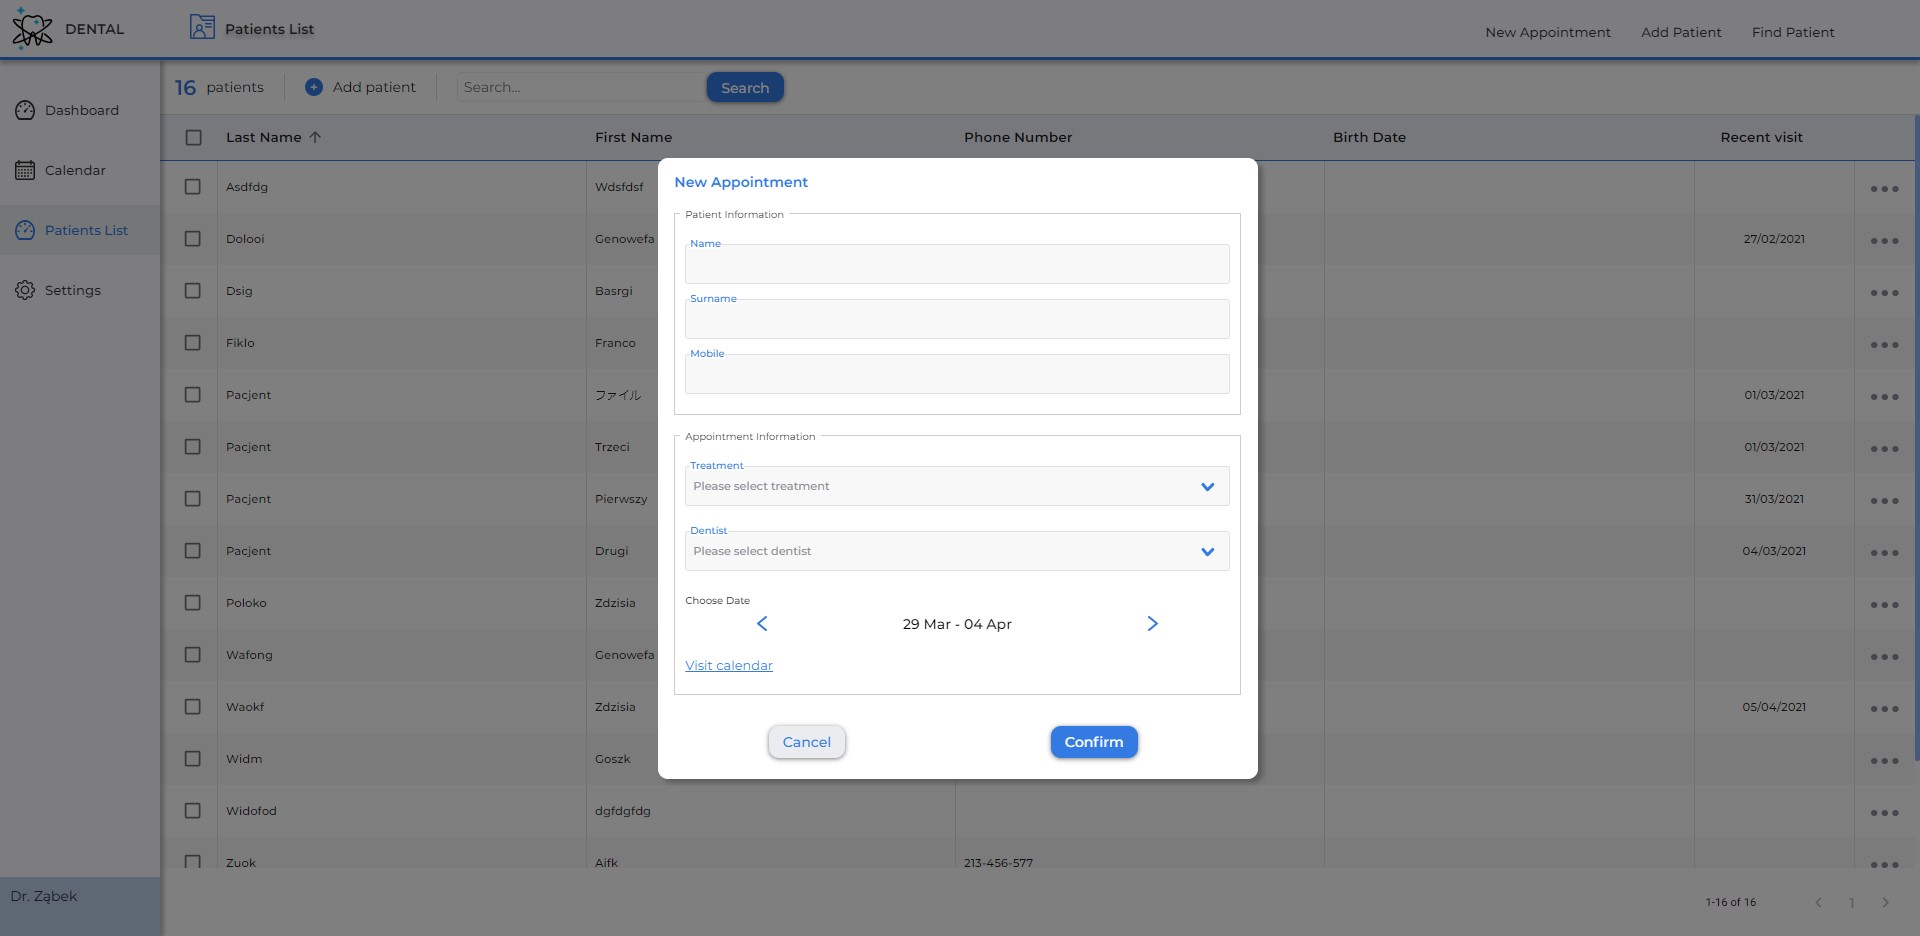 DENTAL
Patients List
New Appointment Add Patient Find Patient
16 patients Add patient Search... Search
Dashboard
Calendar
Patients List
Settings
Dr. Ząbek
Last Name First Name Phone Number Birth Date Recent visit
Asdfdg Wdsfdsf
Dolooi Genowefa 27/02/2021
Dsig Basrgi
Fiklo Franco
Pacjent ファイル 01/03/2021
Pacjent Trzeci 01/03/2021
Pacjent Pierwszy 31/03/2021
Pacjent Drugi 04/03/2021
Poloko Zdzisia
Wafong Genowefa
Waokf Zdzisia 05/04/2021
Widm Goszk
Widofod dgfdgfdg
Zuok Aifk 213-456-577
1-16 of 16 1
New Appointment
Patient Information
Name
Surname
Mobile
Appointment Information
Treatment
Please select treatment
Dentist
Please select dentist
Choose Date
29 Mar - 04 Apr
Visit calendar
Cancel Confirm